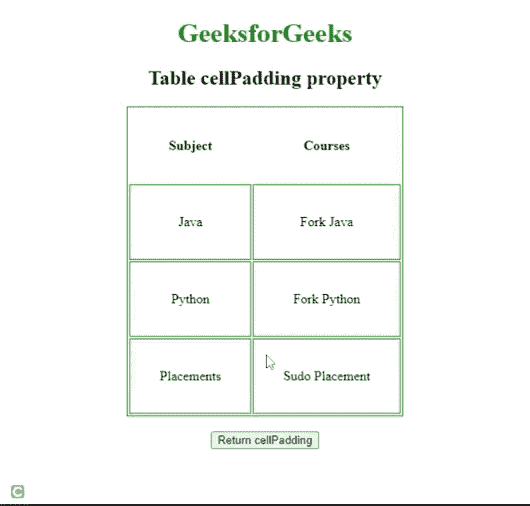 GeeksforGeeks
Table cellPadding property
Subject Courses
Java Fork Java
Python Fork Python
Placements Sudo Placement
Return cellPadding
C